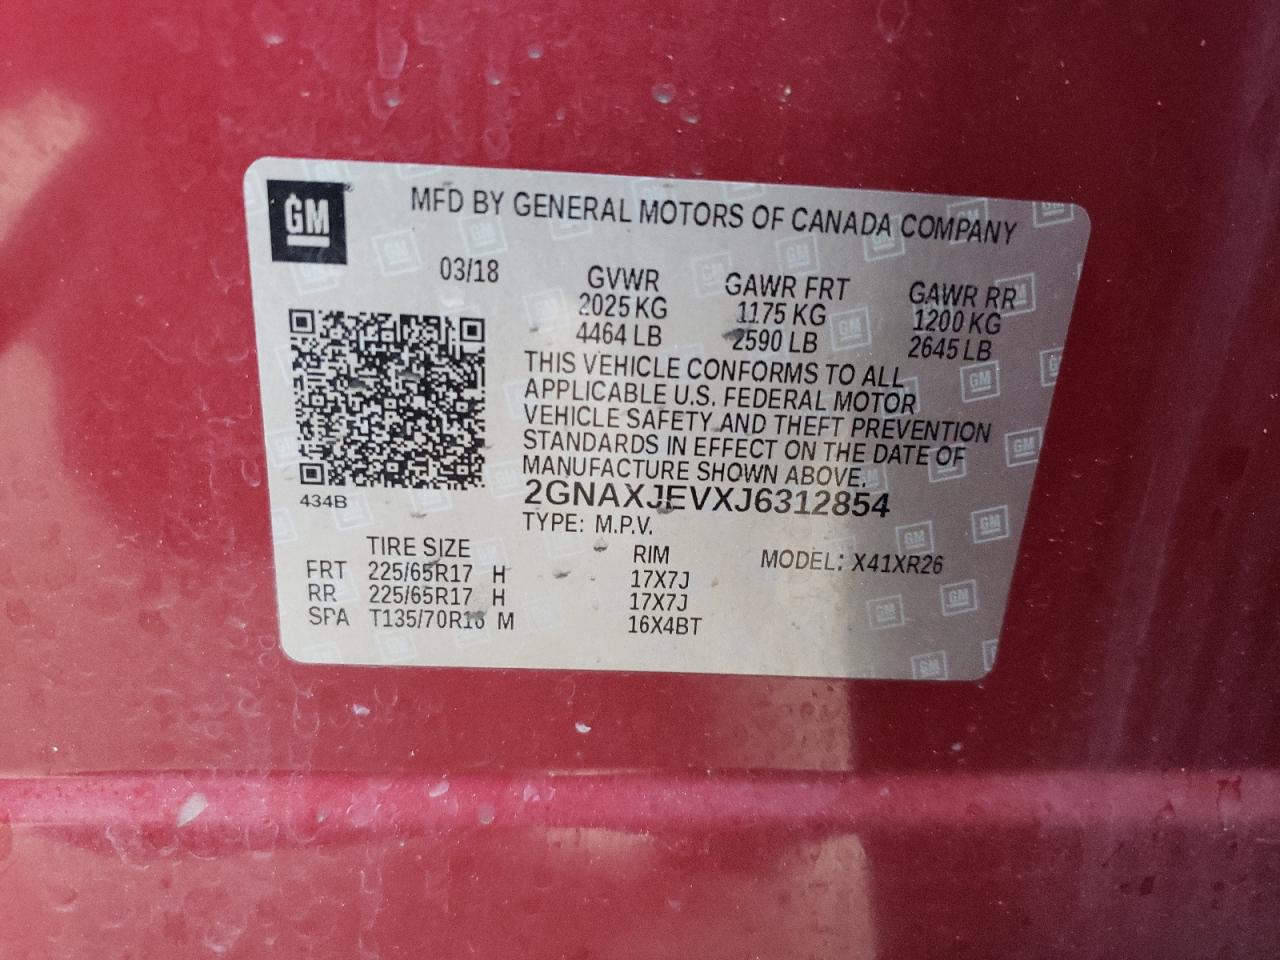 GM
MFD BY GENERAL MOTORS OF CANADA COMPANY
03/18
GVWR GAWR FRT GAWR RR
2025 KG 1175 KG 1200 KG
4464 LB 2590 LB 2645 LB
THIS VEHICLE CONFORMS TO ALL
APPLICABLE U.S. FEDERAL MOTOR
VEHICLE SAFETY AND THEFT PREVENTION
STANDARDS IN EFFECT ON THE DATE OF
MANUFACTURE SHOWN ABOVE.
434B
2GNAXJEVXJ6312854
TYPE: M.P.V.
TIRE SIZE RIM MODEL: X41XR26
FRT 225/65R17 H 17X7J
RR 225/65R17 H 17X7J
SPA T135/70R16 M 16X4BT